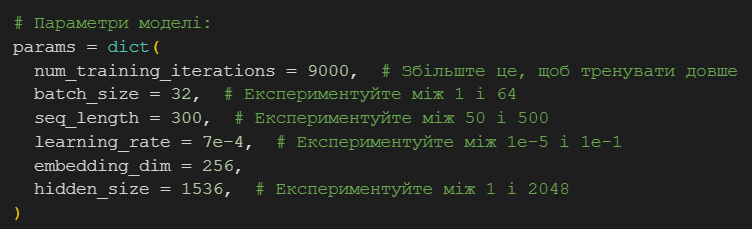 # Параметри моделі:
params = dict(
  num_training_iterations = 9000,  # Збільште це, щоб тренувати довше
  batch_size = 32,  # Експериментуйте між 1 і 64
  seq_length = 300,  # Експериментуйте між 50 і 500
  learning_rate = 7e-4,  # Експериментуйте між 1e-5 і 1e-1
  embedding_dim = 256,
  hidden_size = 1536,  # Експериментуйте між 1 і 2048
)